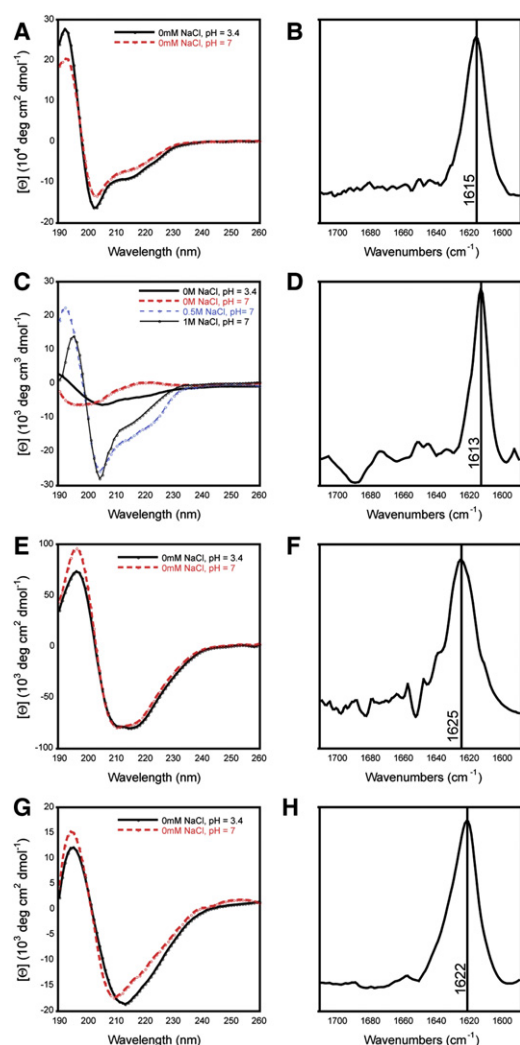 A
0mM NaCl, pH = 3.4
0mM NaCl, pH = 7
30
20
10
0
-10
-20
[Θ] (10⁴ deg cm² dmol⁻¹)
190 200 210 220 230 240 250 260
Wavelength (nm)
B
1615
1700 1680 1660 1640 1620 1600
Wavenumbers (cm⁻¹)
C
0M NaCl, pH = 3.4
0M NaCl, pH = 7
0.5M NaCl, pH= 7
1M NaCl, pH = 7
30
20
10
0
-10
-20
-30
[Θ] (10³ deg cm³ dmol⁻¹)
190 200 210 220 230 240 250 260
Wavelength (nm)
D
1613
1700 1680 1660 1640 1620 1600
Wavenumbers (cm⁻¹)
E
0mM NaCl, pH = 3.4
0mM NaCl, pH = 7
100
50
0
-50
-100
[Θ] (10³ deg cm² dmol⁻¹)
190 200 210 220 230 240 250 260
Wavelength (nm)
F
1625
1700 1680 1660 1640 1620 1600
Wavenumbers (cm⁻¹)
G
0mM NaCl, pH = 3.4
0mM NaCl, pH = 7
20
15
10
5
0
-5
-10
-15
-20
[Θ] (10³ deg cm² dmol⁻¹)
190 200 210 220 230 240 250 260
Wavelength (nm)
H
1622
1700 1680 1660 1640 1620 1600
Wavenumbers (cm⁻¹)